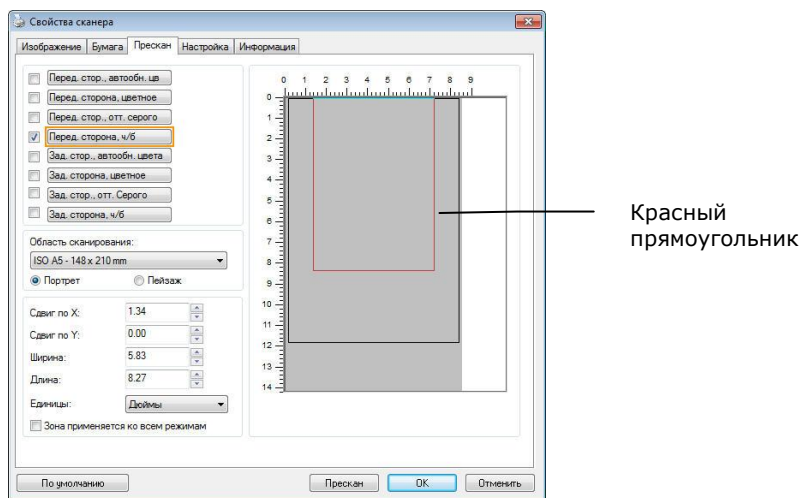 Свойства сканера
Изображение Бумага Прескан Настройка Информация
Перед. стор., автообн. цв
Перед. сторона, цветное
Перед. стор., отт. серого
Перед. сторона, ч/б
Зад. стор., автообн. цвета
Зад. сторона, цветное
Зад. стор., отт. Серого
Зад. сторона, ч/б
Область сканирования:
ISO A5 - 148 x 210 mm
Портрет Пейзаж
Сдвиг по X: 1.34
Сдвиг по Y: 0.00
Ширина: 5.83
Длина: 8.27
Единицы: Дюймы
Зона применяется ко всем режимам
0 1 2 3 4 5 6 7 8 9
0
1
2
3
4
5
6
7
8
9
10
11
12
13
14
Красный
прямоугольник
По умолчанию Прескан OK Отменить